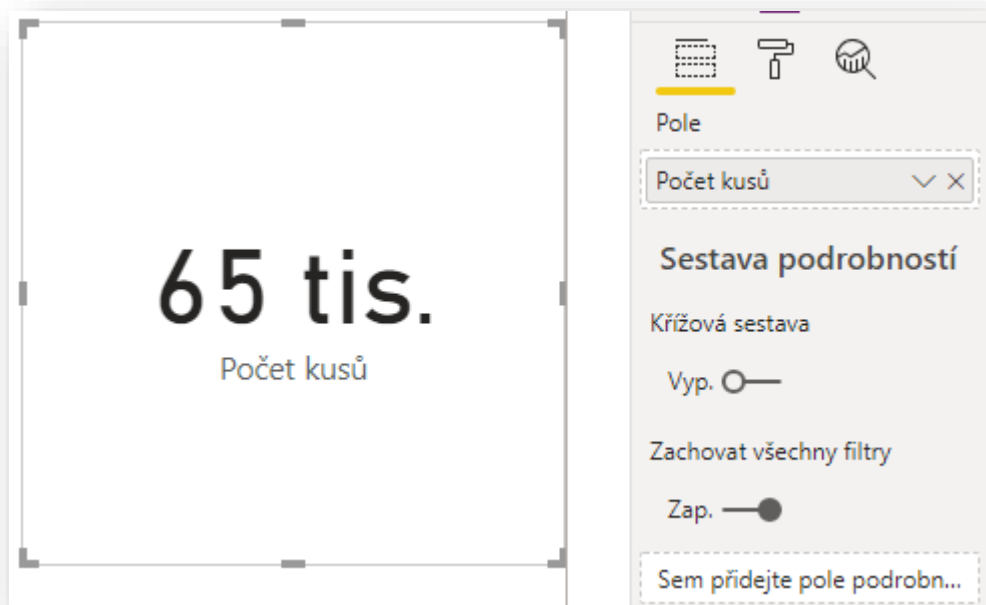 65 tis.
Počet kusů
Pole
Počet kusů
Sestava podrobností
Křížová sestava
Vyp.
Zachovat všechny filtry
Zap.
Sem přidejte pole podrobn...